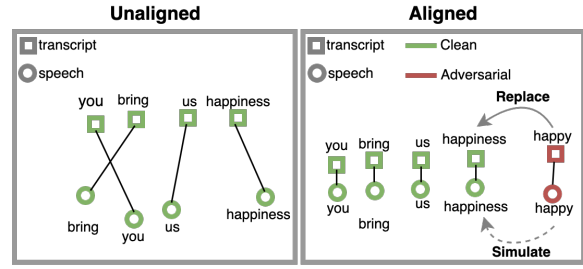 Unaligned
transcript
speech
you bring us happiness
bring you us happiness
Aligned
transcript Clean
speech Adversarial
Replace
you bring us happiness happy
you bring us happiness happy
Simulate